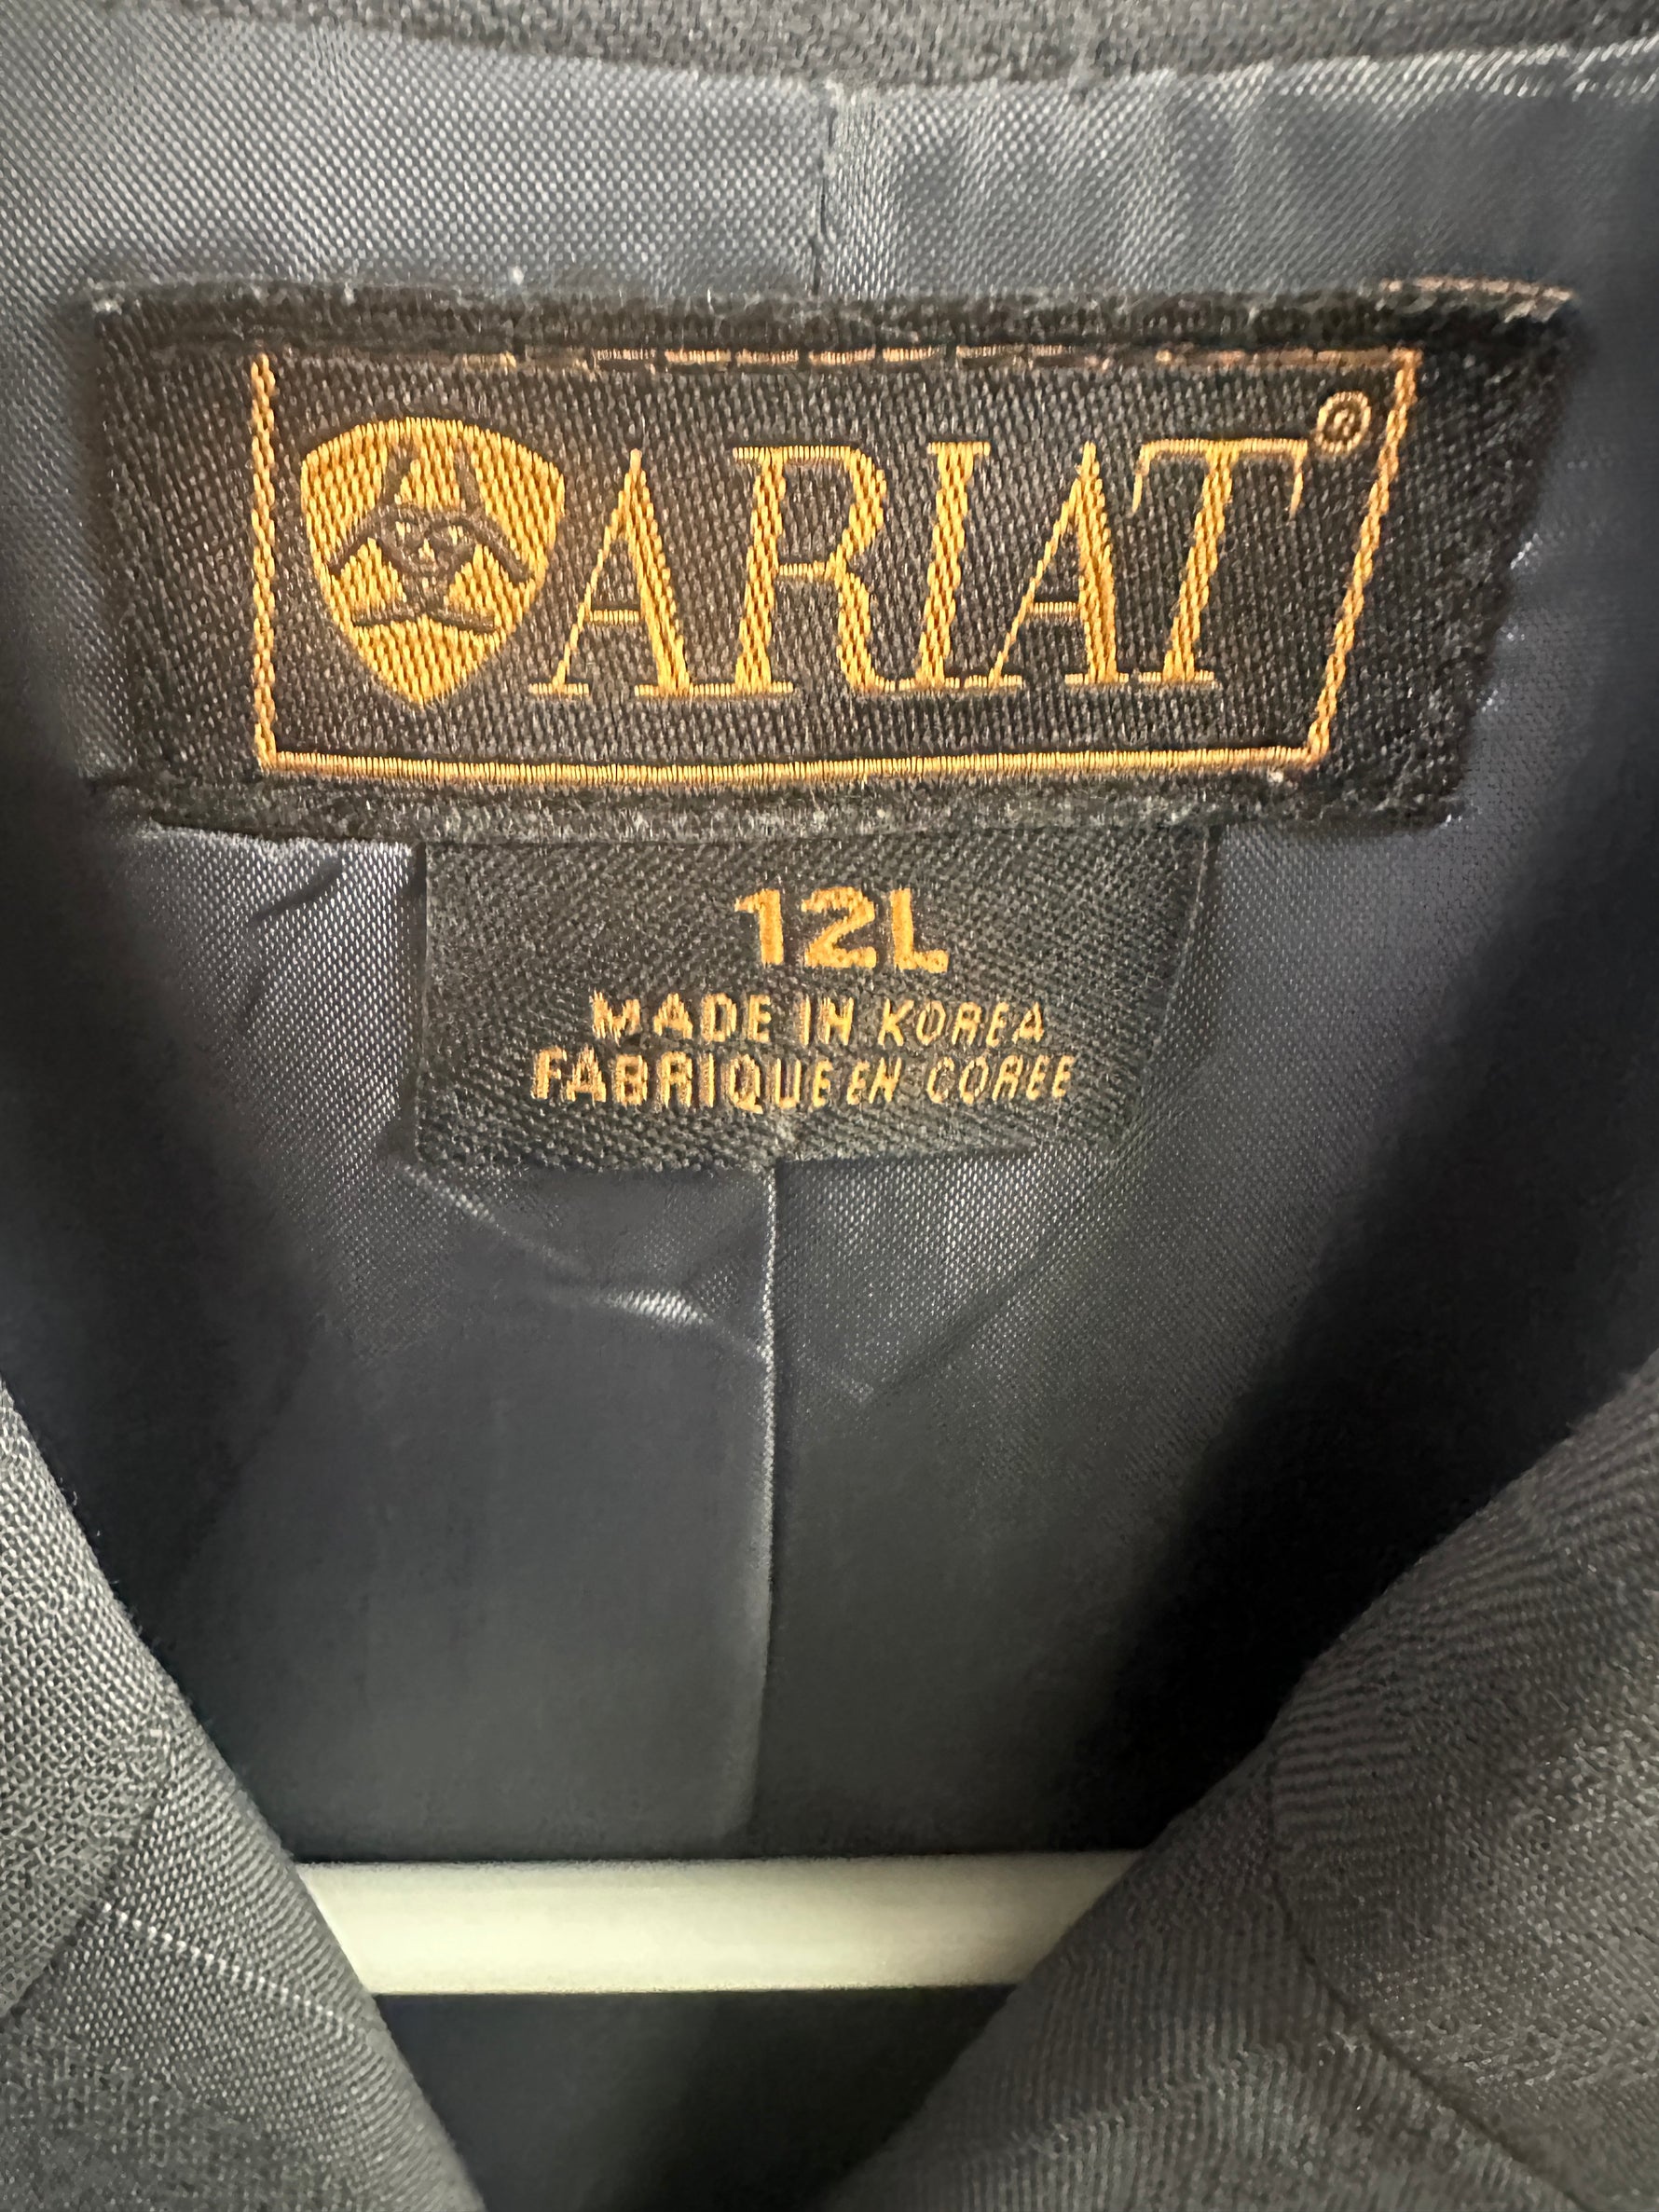 ARIAT®
12L
MADE IN KOREA
FABRIQUE EN COREE